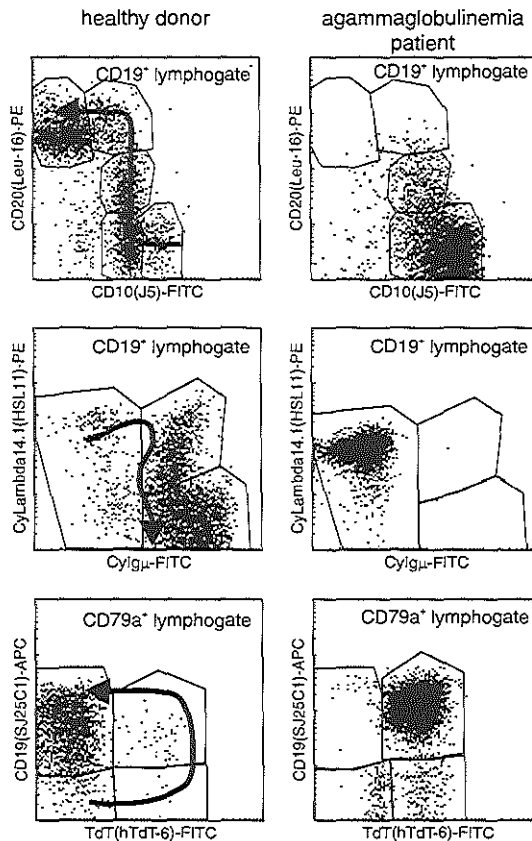 healthy donor
agammaglobulinemia
patient
CD19+ lymphogate
CD20(Leu-16)-PE
CD10(J5)-FITC
CD19+ lymphogate
CD20(Leu-16)-PE
CD10(J5)-FITC
CD19+ lymphogate
CyLambda14.1(HSL11)-PE
CyIgμ-FITC
CD19+ lymphogate
CyLambda14.1(HSL11)-PE
CyIgμ-FITC
CD79a+ lymphogate
CD19(SJ25C1)-APC
TdT(hTdT-6)-FITC
CD79a+ lymphogate
CD19(SJ25C1)-APC
TdT(hTdT-6)-FITC